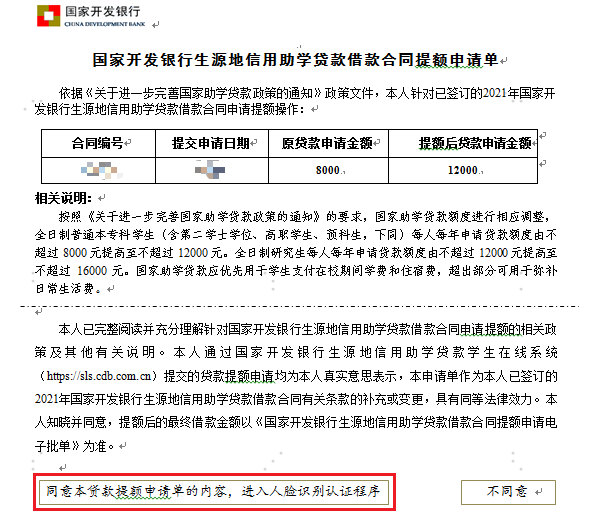 国家开发银行
CHINA DEVELOPMENT BANK
国家开发银行生源地信用助学贷款借款合同提额申请单
依据《关于进一步完善国家助学贷款政策的通知》政策文件，本人针对已签订的2021年国家开
发银行生源地信用助学贷款借款合同申请提额操作：
合同编号 提交申请日期 原贷款申请金额 提额后贷款申请金额
8000 12000
相关说明：
按照《关于进一步完善国家助学贷款政策的通知》的要求，国家助学贷款额度进行相应调整，
全日制普通本专科学生（含第二学士学位、高职学生、预科生，下同）每人每年申请贷款额度由不
超过 8000 元提高至不超过 12000 元。全日制研究生每人每年申请贷款额度由不超过 12000 元提高至
不超过 16000 元。国家助学贷款应优先用于学生支付在校期间学费和住宿费，超出部分可用于弥补
日常生活费。
本人已完整阅读并充分理解针对国家开发银行生源地信用助学贷款借款合同申请提额的相关政
策及其他有关说明。本人通过国家开发银行生源地信用助学贷款学生在线系统
（https://sls.cdb.com.cn）提交的贷款提额申请均为本人真实意思表示，本申请单作为本人已签订的
2021年国家开发银行生源地信用助学贷款借款合同有关条款的补充或变更，具有同等法律效力。本
人知晓并同意，提额后的最终借款金额以《国家开发银行生源地信用助学贷款借款合同提额申请电
子批单》为准。
同意本贷款提额申请单的内容，进入人脸识别认证程序 不同意